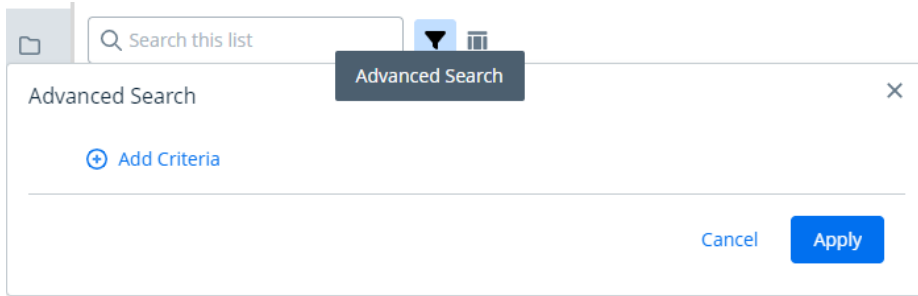 Search this list
Advanced Search
Advanced Search
Add Criteria
Cancel
Apply